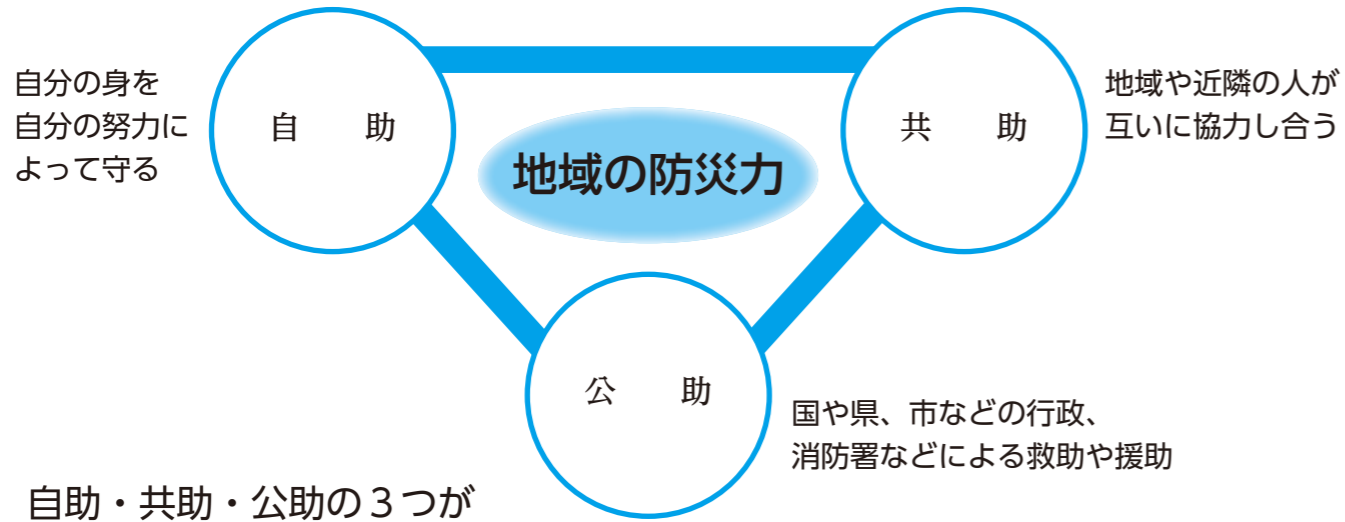 自分の身を
自分の努力に
よって守る
自　助
地域の防災力
共　助
地域や近隣の人が
互いに協力し合う
公　助
国や県、市などの行政、
消防署などによる救助や援助
自助・共助・公助の３つが